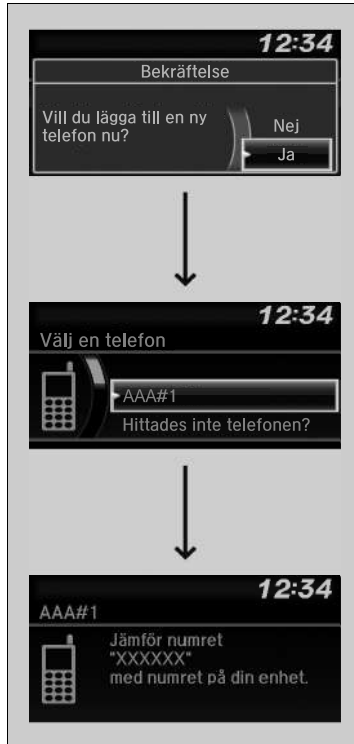 12:34
Bekräftelse
Vill du lägga till en ny
telefon nu?
Nej
Ja
12:34
Välj en telefon
AAA#1
Hittades inte telefonen?
12:34
AAA#1
Jämför numret
"XXXXXX"
med numret på din enhet.